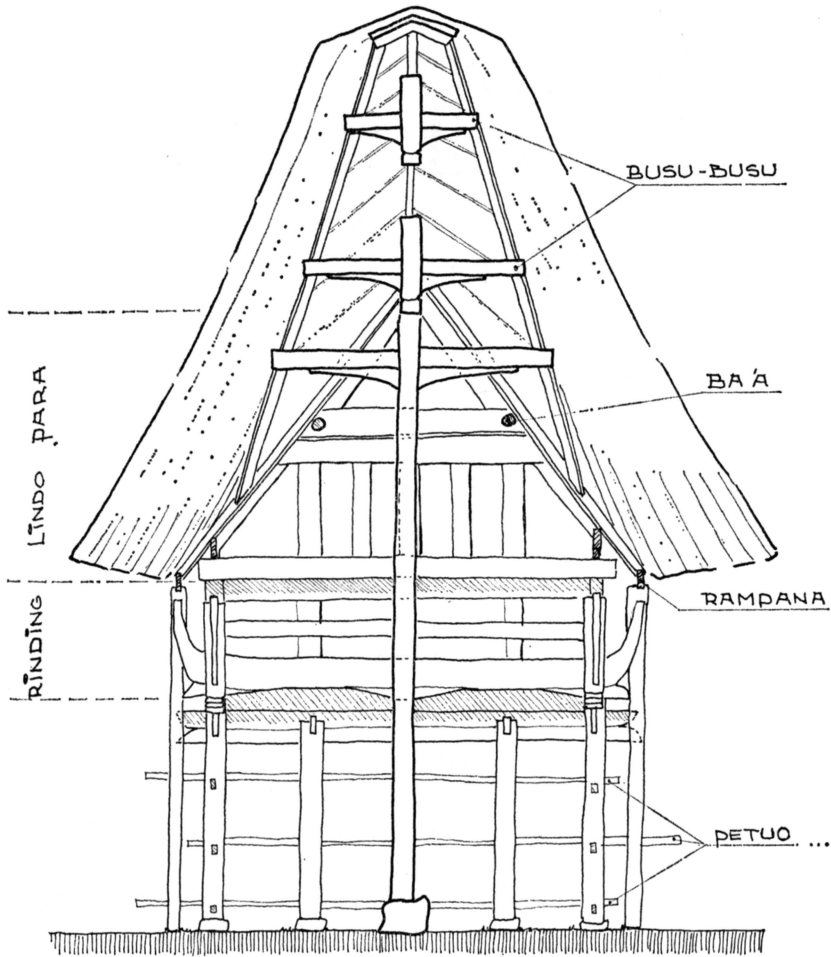 BUSU-BUSU
BA'A
LINDO PARA
RAMPANA
RINDING
PETUO ...